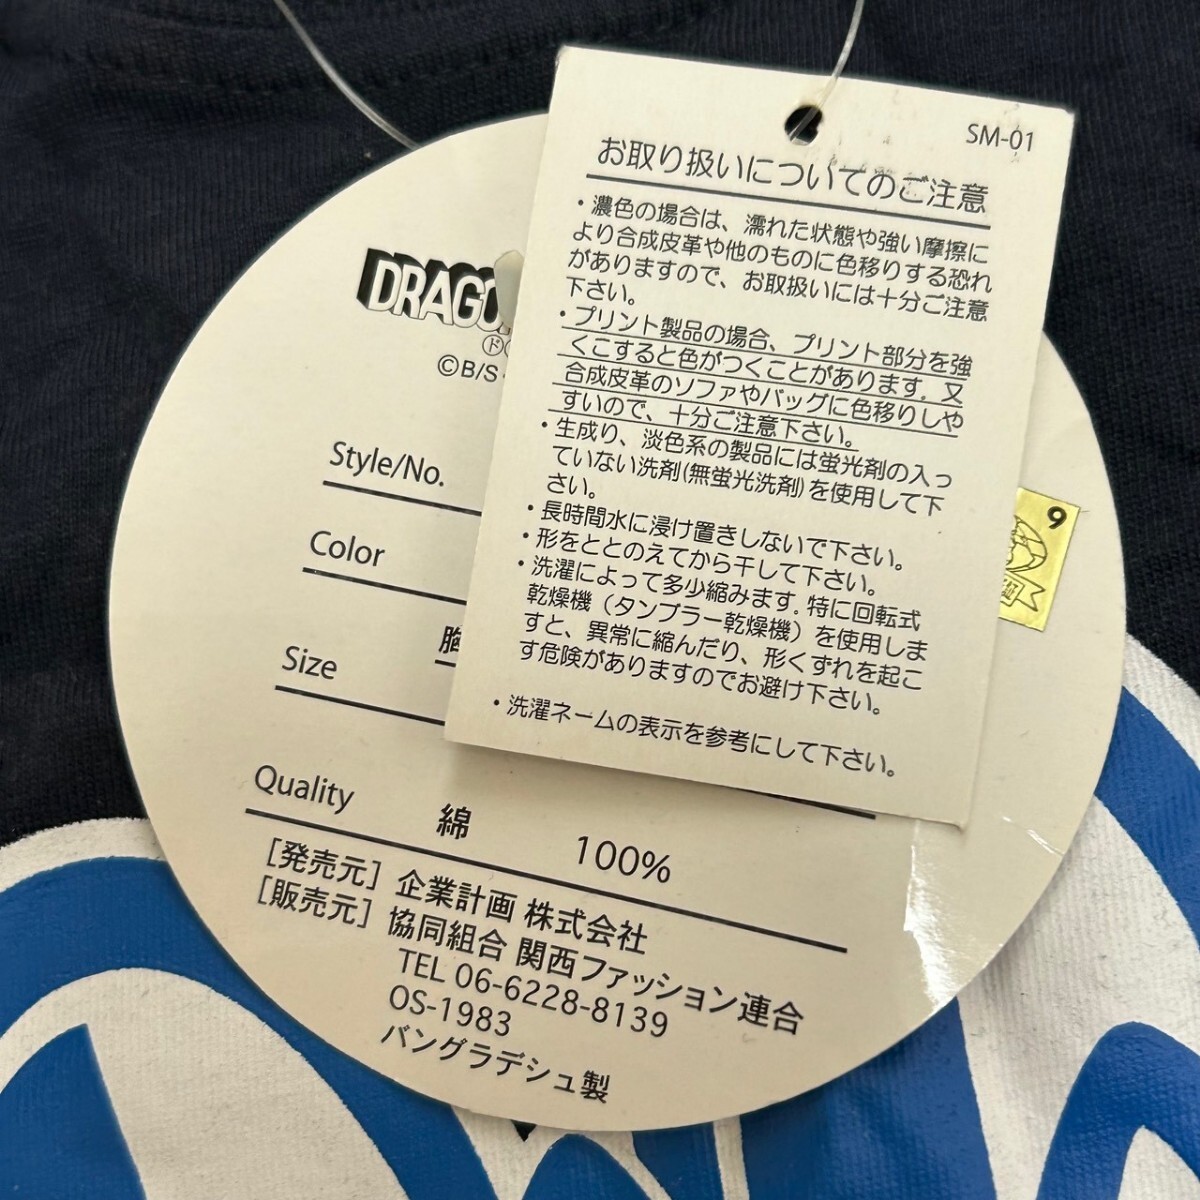 SM-01
お取り扱いについてのご注意
・濃色の場合は、濡れた状態や強い摩擦に
より合成皮革や他のものに色移りする恐れ
がありますので、お取扱いには十分ご注意
下さい。
・プリント製品の場合、プリント部分を強
くこすると色がつくことがあります.又
合成皮革のソファやバッグに色移りしや
すいので、十分ご注意下さい。
・生成り、淡色系の製品には蛍光剤の入っ
ていない洗剤(無蛍光洗剤)を使用して下
さい。
・長時間水に浸け置きしないで下さい。
・形をととのえてから干して下さい。
・洗濯によって多少縮みます.特に回転式
乾燥機(タンブラー乾燥機)を使用しま
すと、異常に縮んだり、形くずれを起こ
す危険がありますのでお避け下さい。
・洗濯ネームの表示を参考にして下さい。
DRAGO
©B/S
Style/No.
Color
Size 胸
Quality 綿 100%
[発売元] 企業計画 株式会社
[販売元] 協同組合 関西ファッション連合
TEL 06-6228-8139
OS-1983
バングラデシュ製
9